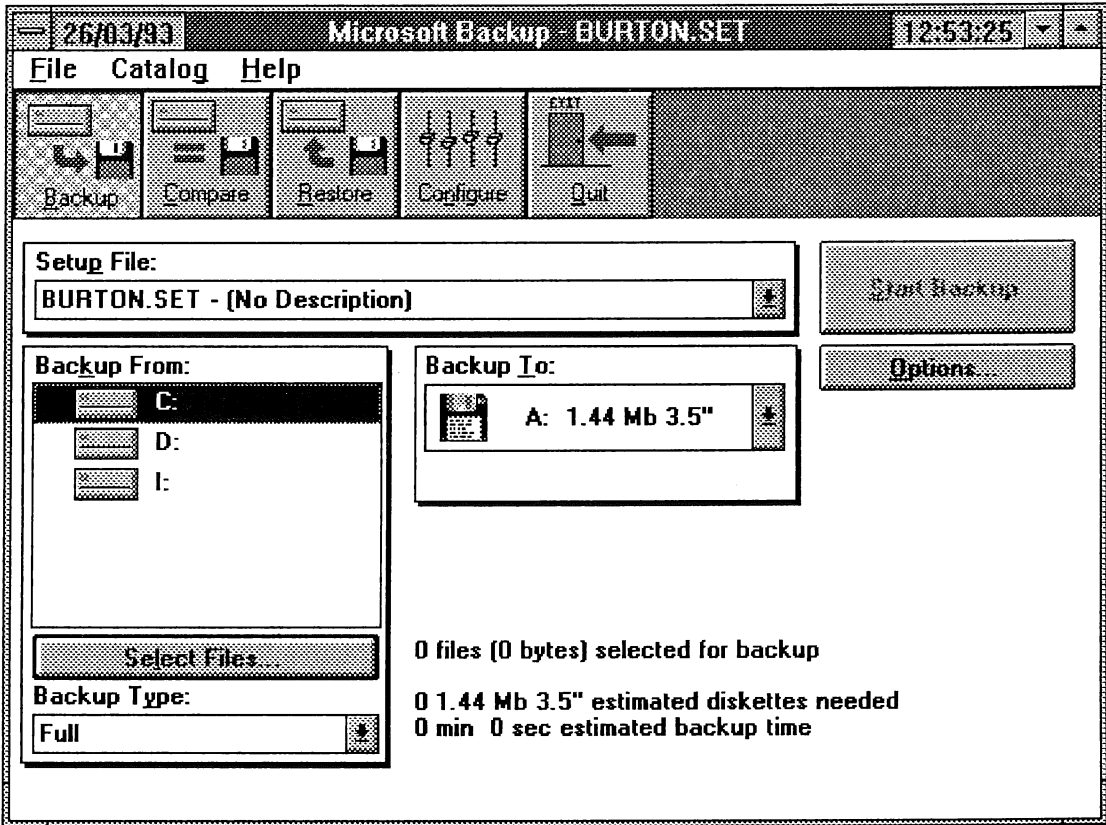 26/03/93 Microsoft Backup - BURTON.SET 12:53:25
File Catalog Help
EXIT
Backup Compare Restore Configure Quit
Setup File:
BURTON.SET - (No Description)
Start Backup
Options...
Backup From:
C:
D:
I:
Backup To:
A: 1.44 Mb 3.5"
Select Files...
Backup Type:
Full
0 files (0 bytes) selected for backup
0 1.44 Mb 3.5" estimated diskettes needed
0 min 0 sec estimated backup time